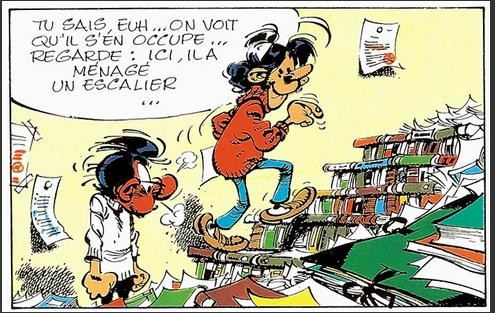 TU SAIS, EUH... ON VOIT
QU'IL S'EN OCCUPE...
REGARDE : ICI, IL A
MÉNAGÉ
UN ESCALIER
...